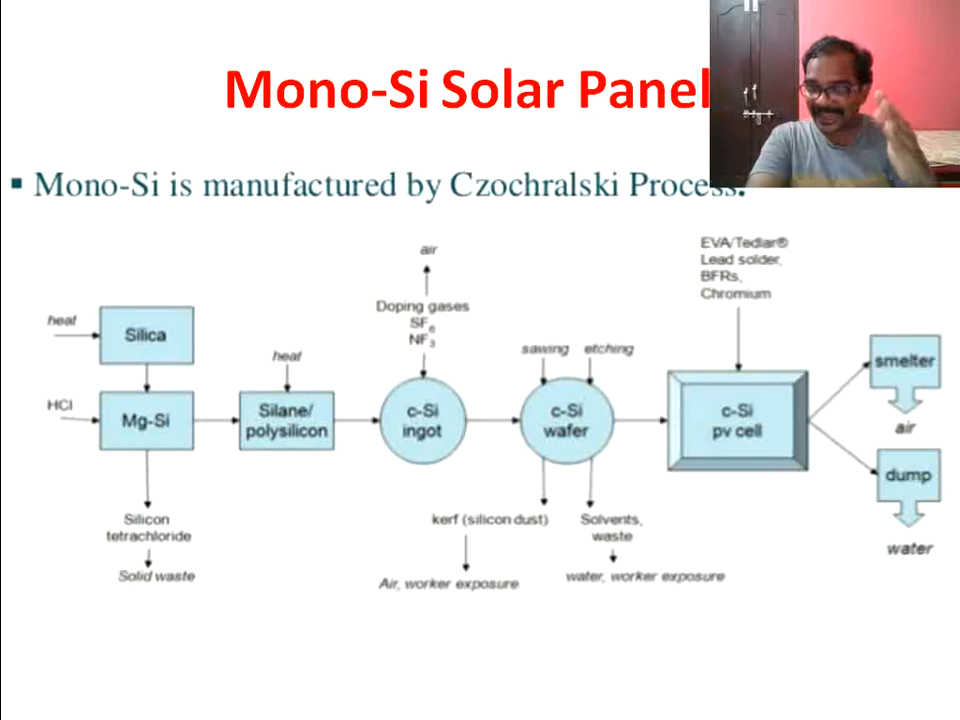 Mono-Si Solar Panel
▪ Mono-Si is manufactured by Czochralski Process.
air
EVA/Tedlar®
Lead solder,
BFRs,
Chromium
Doping gases
SF6
NF3
heat
Silica
heat
sawing etching
smelter
HCl
Mg-Si
Silane/
polysilicon
c-Si
ingot
c-Si
wafer
c-Si
pv cell
air
dump
Silicon
tetrachloride
kerf (silicon dust)
Solvents,
waste
water
Solid waste
Air, worker exposure
water, worker exposure